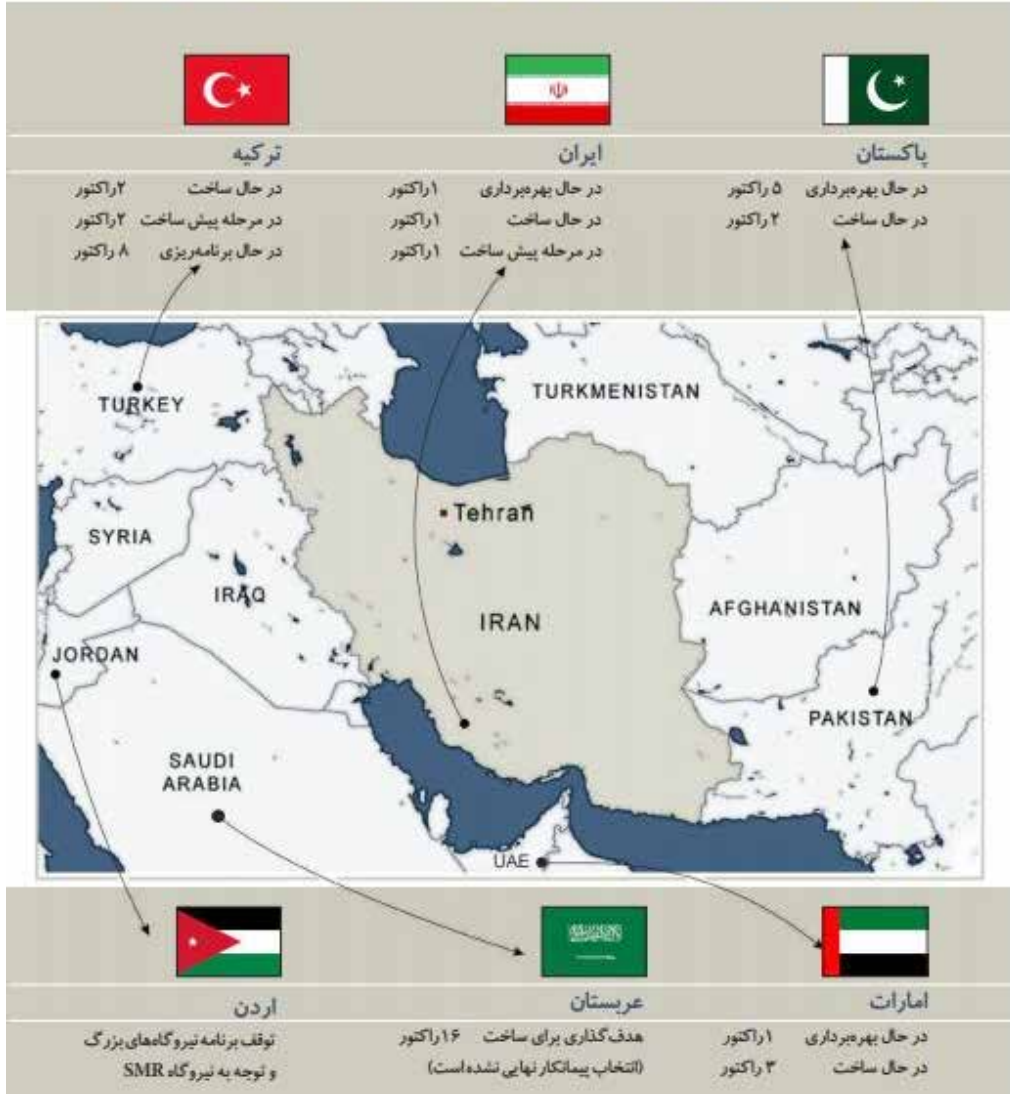 پاکستان
در حال بهره‌برداری ۵ راکتور
در حال ساخت ۲ راکتور
ایران
در حال بهره‌برداری ۱راکتور
در حال ساخت ۱راکتور
در مرحله پیش ساخت ۱راکتور
ترکیه
در حال ساخت ۲راکتور
در مرحله پیش ساخت ۲راکتور
در حال برنامه‌ریزی ۸ راکتور
TURKEY
TURKMENISTAN
SYRIA
Tehran
IRAQ
IRAN
AFGHANISTAN
JORDAN
PAKISTAN
SAUDI
ARABIA
UAE
امارات
در حال بهره‌برداری ۱راکتور
در حال ساخت ۳ راکتور
عربستان
هدف گذاری برای ساخت ۱۶راکتور
(انتخاب پیمانکار نهایی نشده است)
اردن
توقف برنامه نیروگاه‌های بزرگ
و توجه به نیروگاه SMR